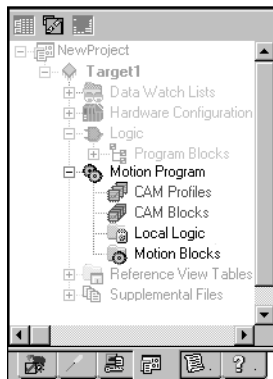 NewProject
Target1
Data Watch Lists
Hardware Configuration
Logic
Program Blocks
Motion Program
CAM Profiles
CAM Blocks
Local Logic
Motion Blocks
Reference View Tables
Supplemental Files